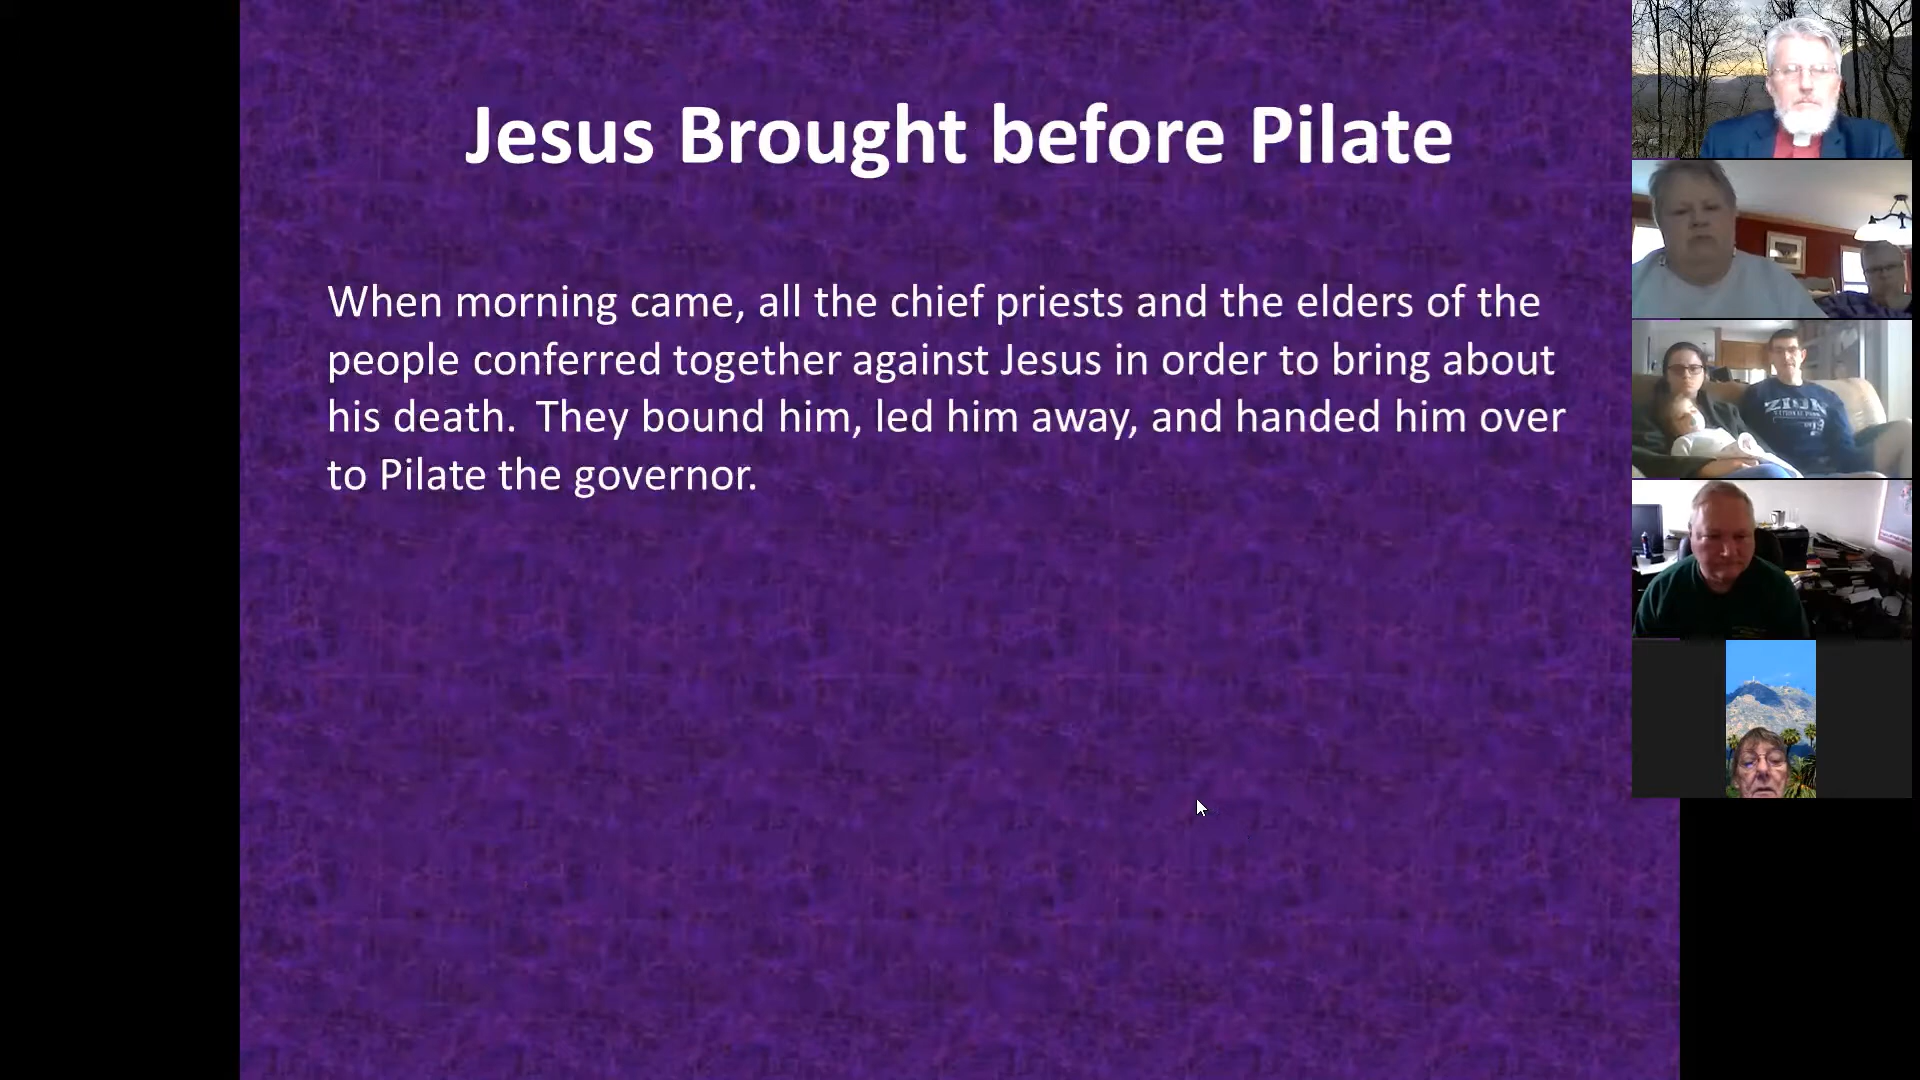 Jesus Brought before Pilate
When morning came, all the chief priests and the elders of the
people conferred together against Jesus in order to bring about
his death.  They bound him, led him away, and handed him over
to Pilate the governor.
ZION